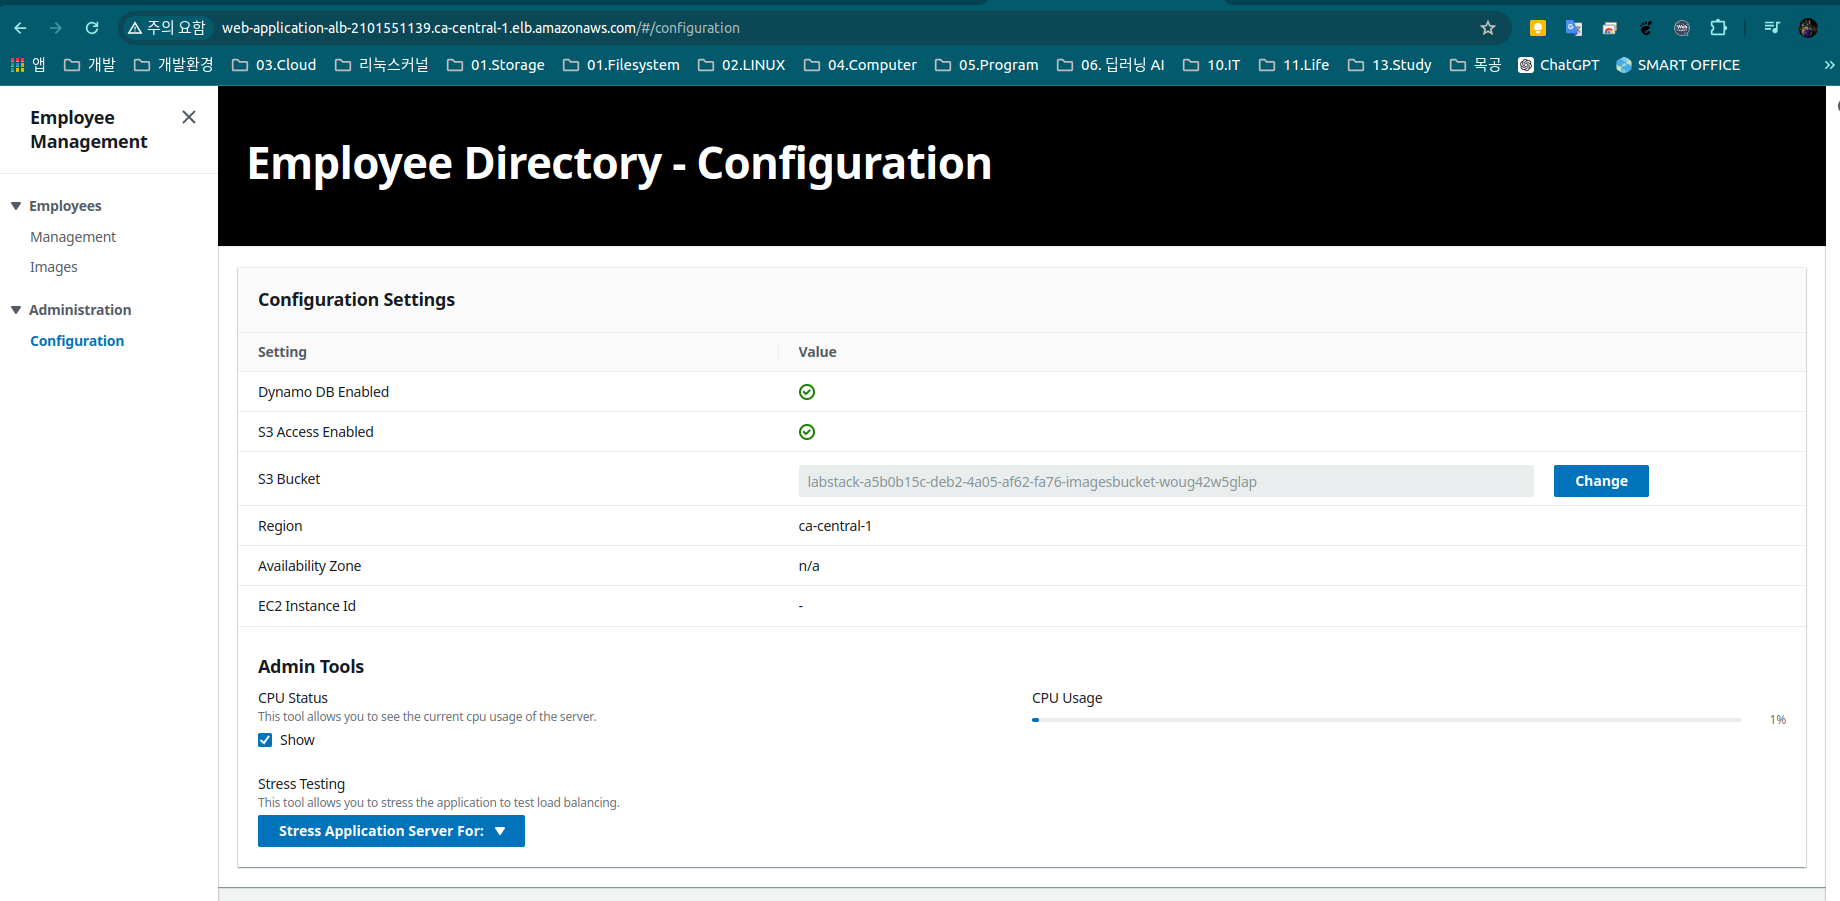 주의 요함 web-application-alb-2101551139.ca-central-1.elb.amazonaws.com/#/configuration
앱 개발 개발환경 03.Cloud 리눅스커널 01.Storage 01.Filesystem 02.LINUX 04.Computer 05.Program 06. 딥러닝 AI 10.IT 11.Life 13.Study 목공 ChatGPT SMART OFFICE »
Employee
Management
Employees
Management
Images
Administration
Configuration
Employee Directory - Configuration
Configuration Settings
Setting Value
Dynamo DB Enabled
S3 Access Enabled
S3 Bucket labstack-a5b0b15c-deb2-4a05-af62-fa76-imagesbucket-woug42w5glap Change
Region ca-central-1
Availability Zone n/a
EC2 Instance Id -
Admin Tools
CPU Status
This tool allows you to see the current cpu usage of the server.
Show
CPU Usage
1%
Stress Testing
This tool allows you to stress the application to test load balancing.
Stress Application Server For: